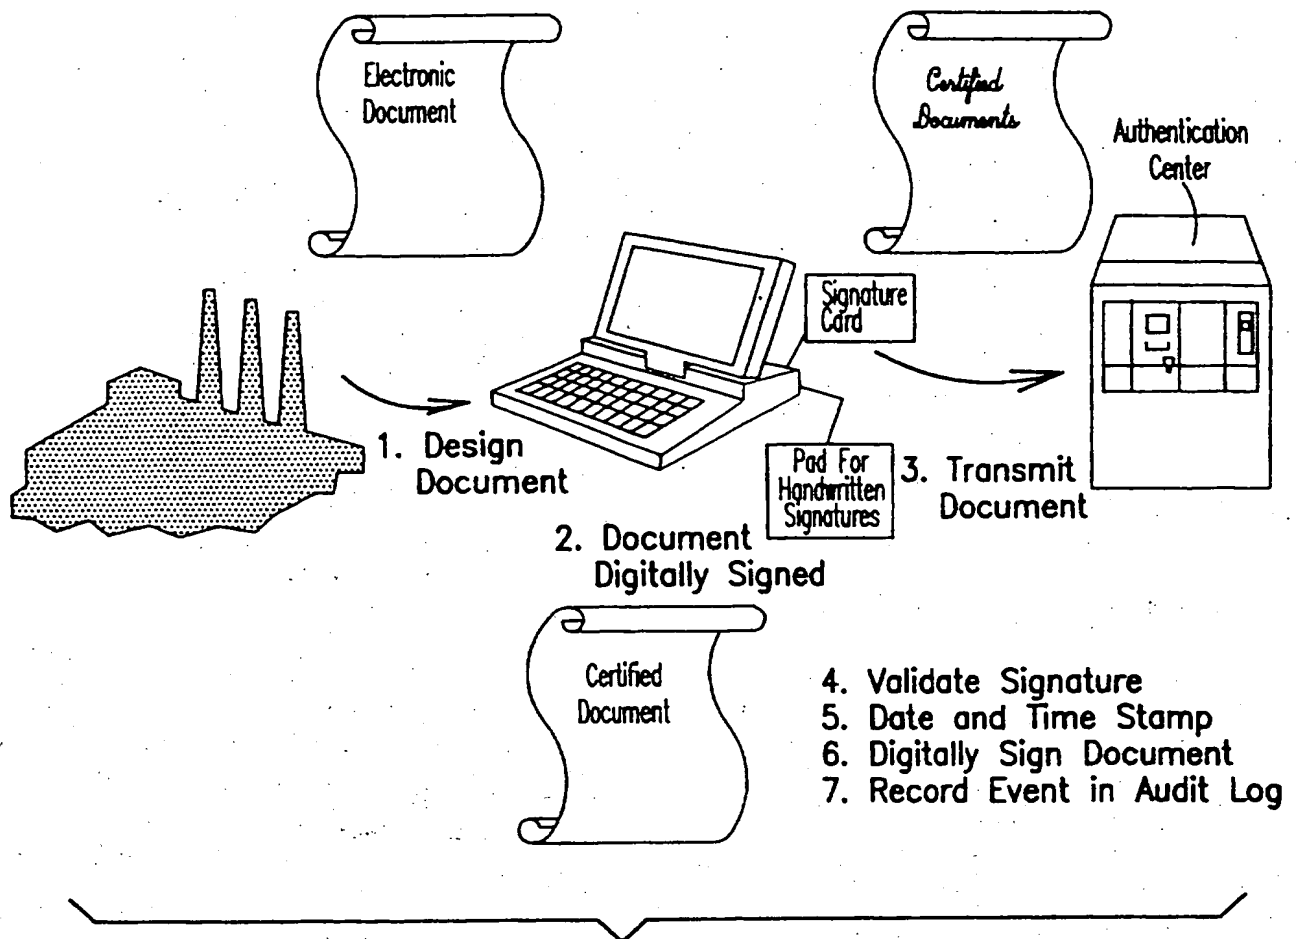 Electronic
Document
Certified
Documents
Authentication
Center
Signature
Card
1. Design
Document
Pad For
Handwritten
Signatures
3. Transmit
Document
2. Document
Digitally Signed
Certified
Document
4. Validate Signature
5. Date and Time Stamp
6. Digitally Sign Document
7. Record Event in Audit Log